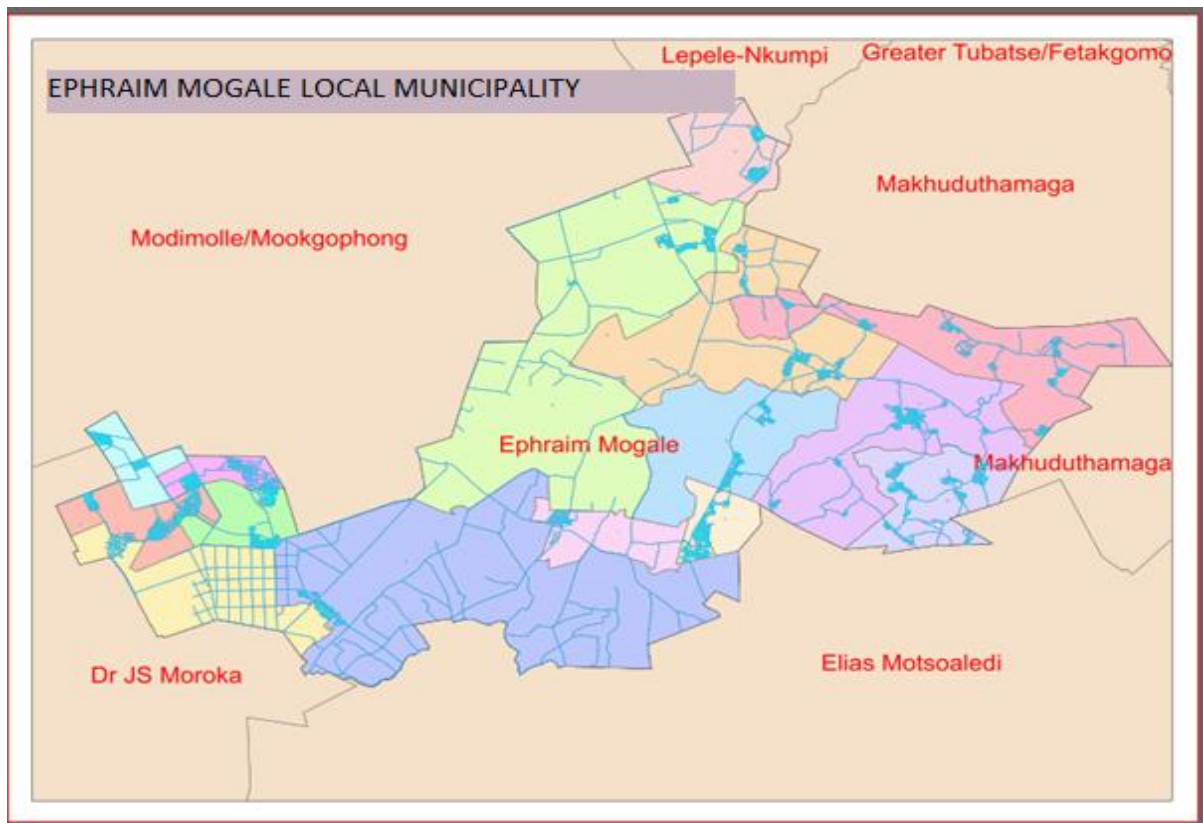 Lepele-Nkumpi
Greater Tubatse/Fetakgomo
EPHRAIM MOGALE LOCAL MUNICIPALITY
Makhuduthamaga
Modimolle/Mookgophong
Ephraim Mogale
Makhuduthamaga
Elias Motsoaledi
Dr JS Moroka